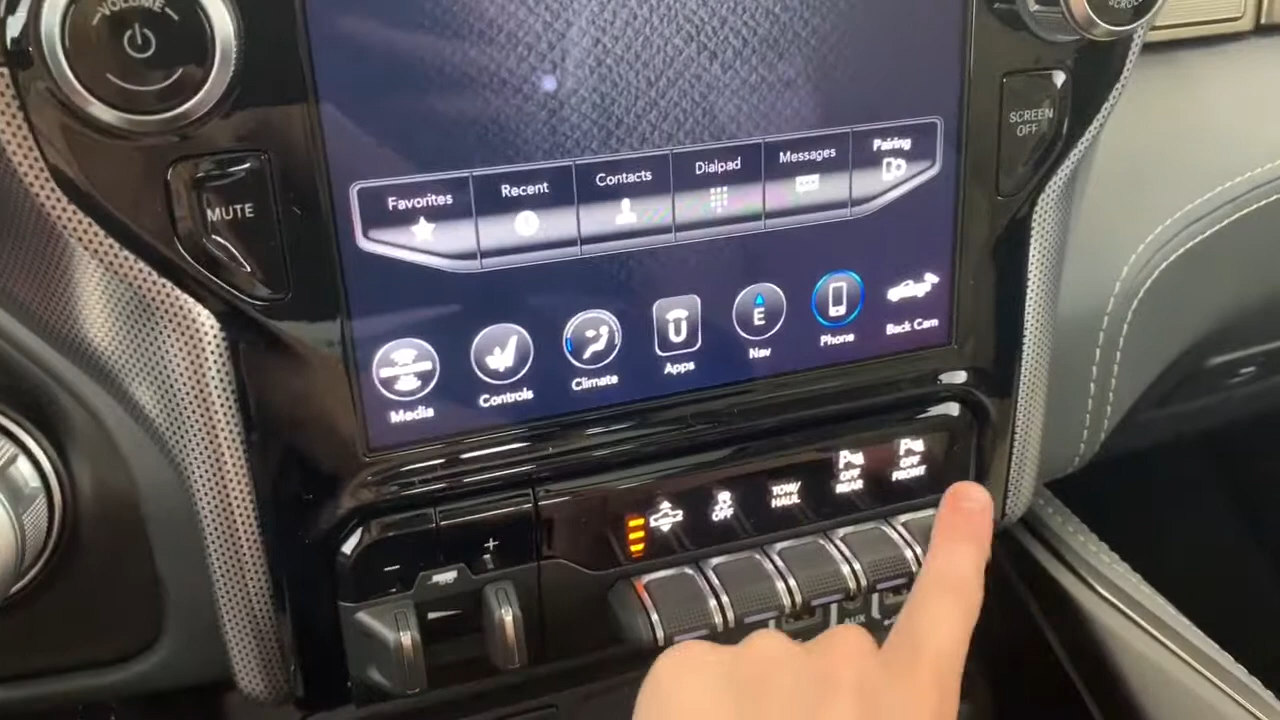 VOLUME
SCROLL
SCREEN
OFF
MUTE
Favorites
Recent
Contacts
Dialpad
Messages
Pairing
Media
Controls
Climate
Apps
E
Nav
Phone
Back Cam
OFF
TOW/
HAUL
OFF
REAR
OFF
FRONT
- +
AUX